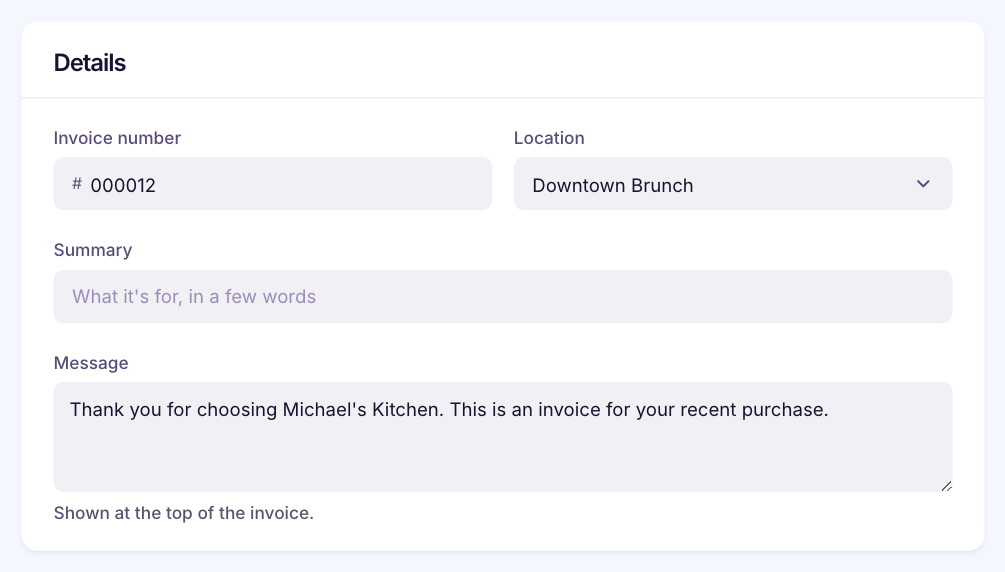 Details
Invoice number
Location
# 000012
Downtown Brunch
Summary
What it's for, in a few words
Message
Thank you for choosing Michael's Kitchen. This is an invoice for your recent purchase.
Shown at the top of the invoice.